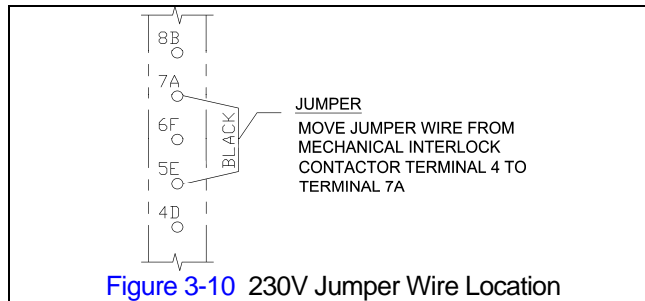 8B
7A
6F
5E
4D
BLACK
JUMPER
MOVE JUMPER WIRE FROM
MECHANICAL INTERLOCK
CONTACTOR TERMINAL 4 TO
TERMINAL 7A
Figure 3-10 230V Jumper Wire Location